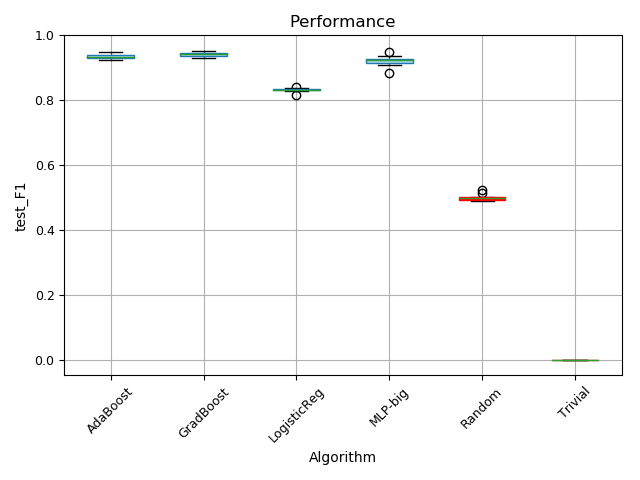 Performance
test_F1
1.0
0.8
0.6
0.4
0.2
0.0
AdaBoost
GradBoost
LogisticReg
MLP-big
Random
Trivial
Algorithm